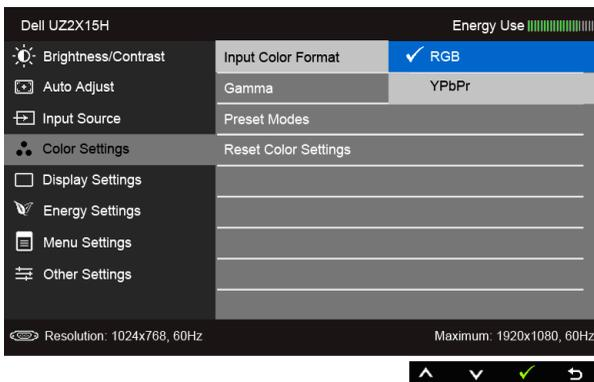 Dell UZ2X15H Energy Use
Brightness/Contrast Input Color Format RGB
Auto Adjust Gamma YPbPr
Input Source Preset Modes
Color Settings Reset Color Settings
Display Settings
Energy Settings
Menu Settings
Other Settings
Resolution: 1024x768, 60Hz Maximum: 1920x1080, 60Hz